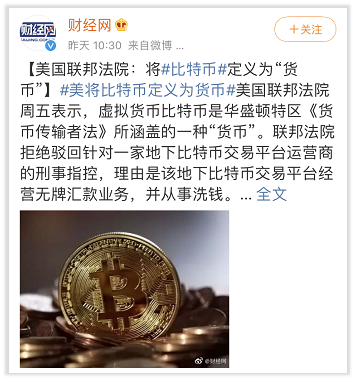 财经网
CAIJING.COM.CN
财经网
昨天 10:30 来自微博 ...
+关注
【美国联邦法院：将#比特币#定义为“货
币”】#美将比特币定义为货币#美国联邦法院
周五表示，虚拟货币比特币是华盛顿特区《货
币传输者法》所涵盖的一种“货币”。联邦法院
拒绝驳回针对一家地下比特币交易平台运营商
的刑事指控，理由是该地下比特币交易平台经
营无牌汇款业务，并从事洗钱。... 全文
@财经网